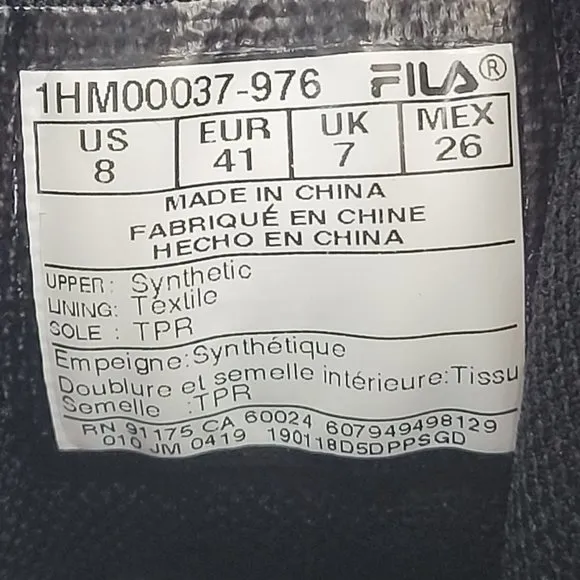 1HM00037-976 FILA®
US EUR UK MEX
8 41 7 26
MADE IN CHINA
FABRIQUÉ EN CHINE
HECHO EN CHINA
UPPER: Synthetic
LINING: Textile
SOLE : TPR
Empeigne:Synthétique
Doublure et semelle intérieure:Tissu
Semelle :TPR
RN 91175 CA 60024 607949498129
010 JM 0419 190118D5DPPSGD